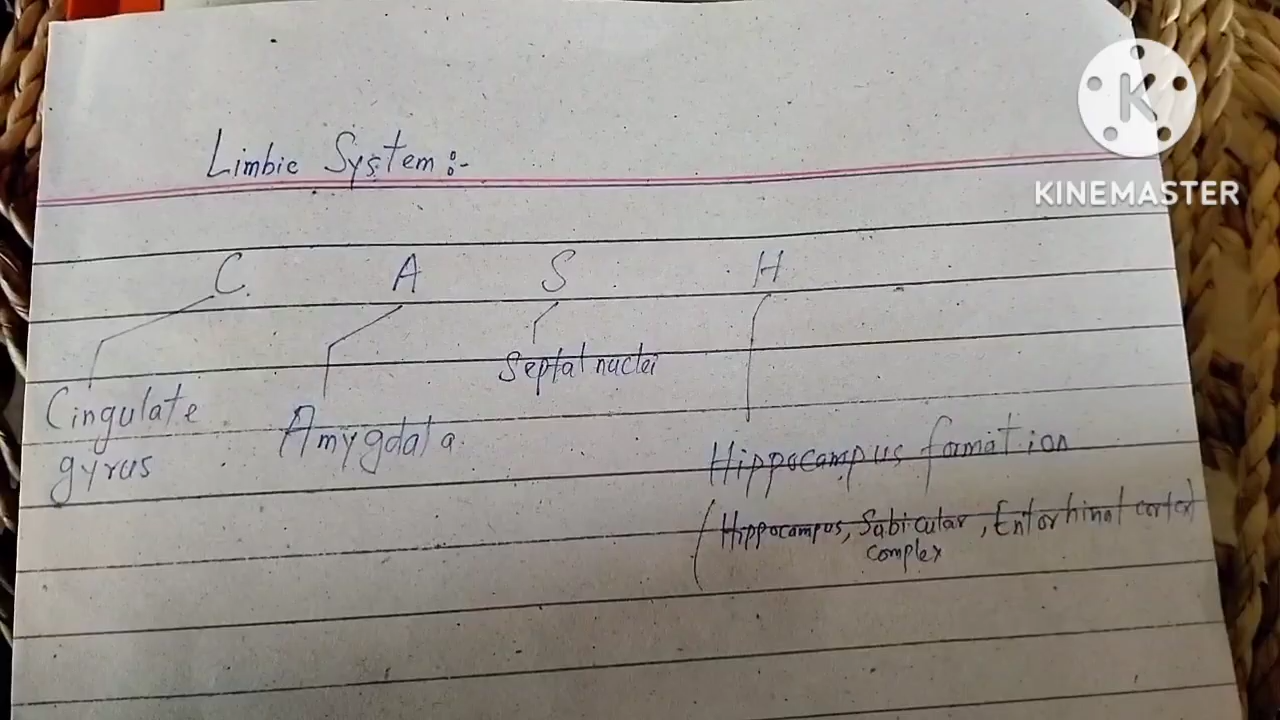 Limbic System :-
C A S H
Septal nuclei
Cingulate
gyrus
Amygdala
Hippocampus formation
(Hippocampus, Subicular, Entorhinal cortex
complex
KINEMASTER